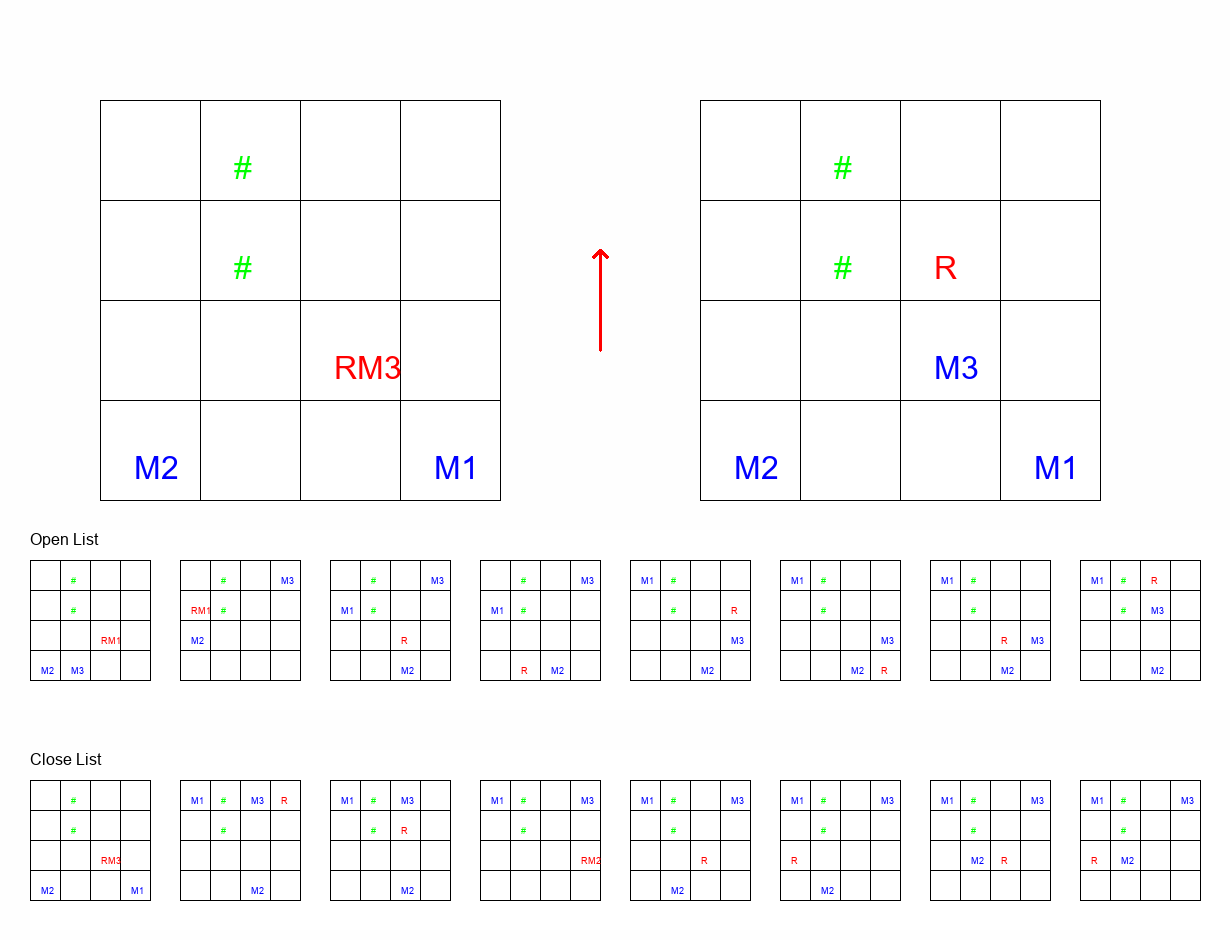 # #
# # R
RM3 M3
M2 M1 M2 M1
Open List
# # M3 # M3 # M3 M1 # M1 # M1 # M1 # R
# RM1 # M1 # M1 # # R # # # M3
RM1 M2 R M3 M3 R M3
M2 M3 M2 R M2 M2 M2 R M2 M2
Close List
# M1 # M3 R M1 # M3 M1 # M3 M1 # M3 M1 # M3 M1 # M3 M1 # M3
# # # R # # # # #
RM3 RM2 R R M2 R R M2
M2 M1 M2 M2 M2 M2